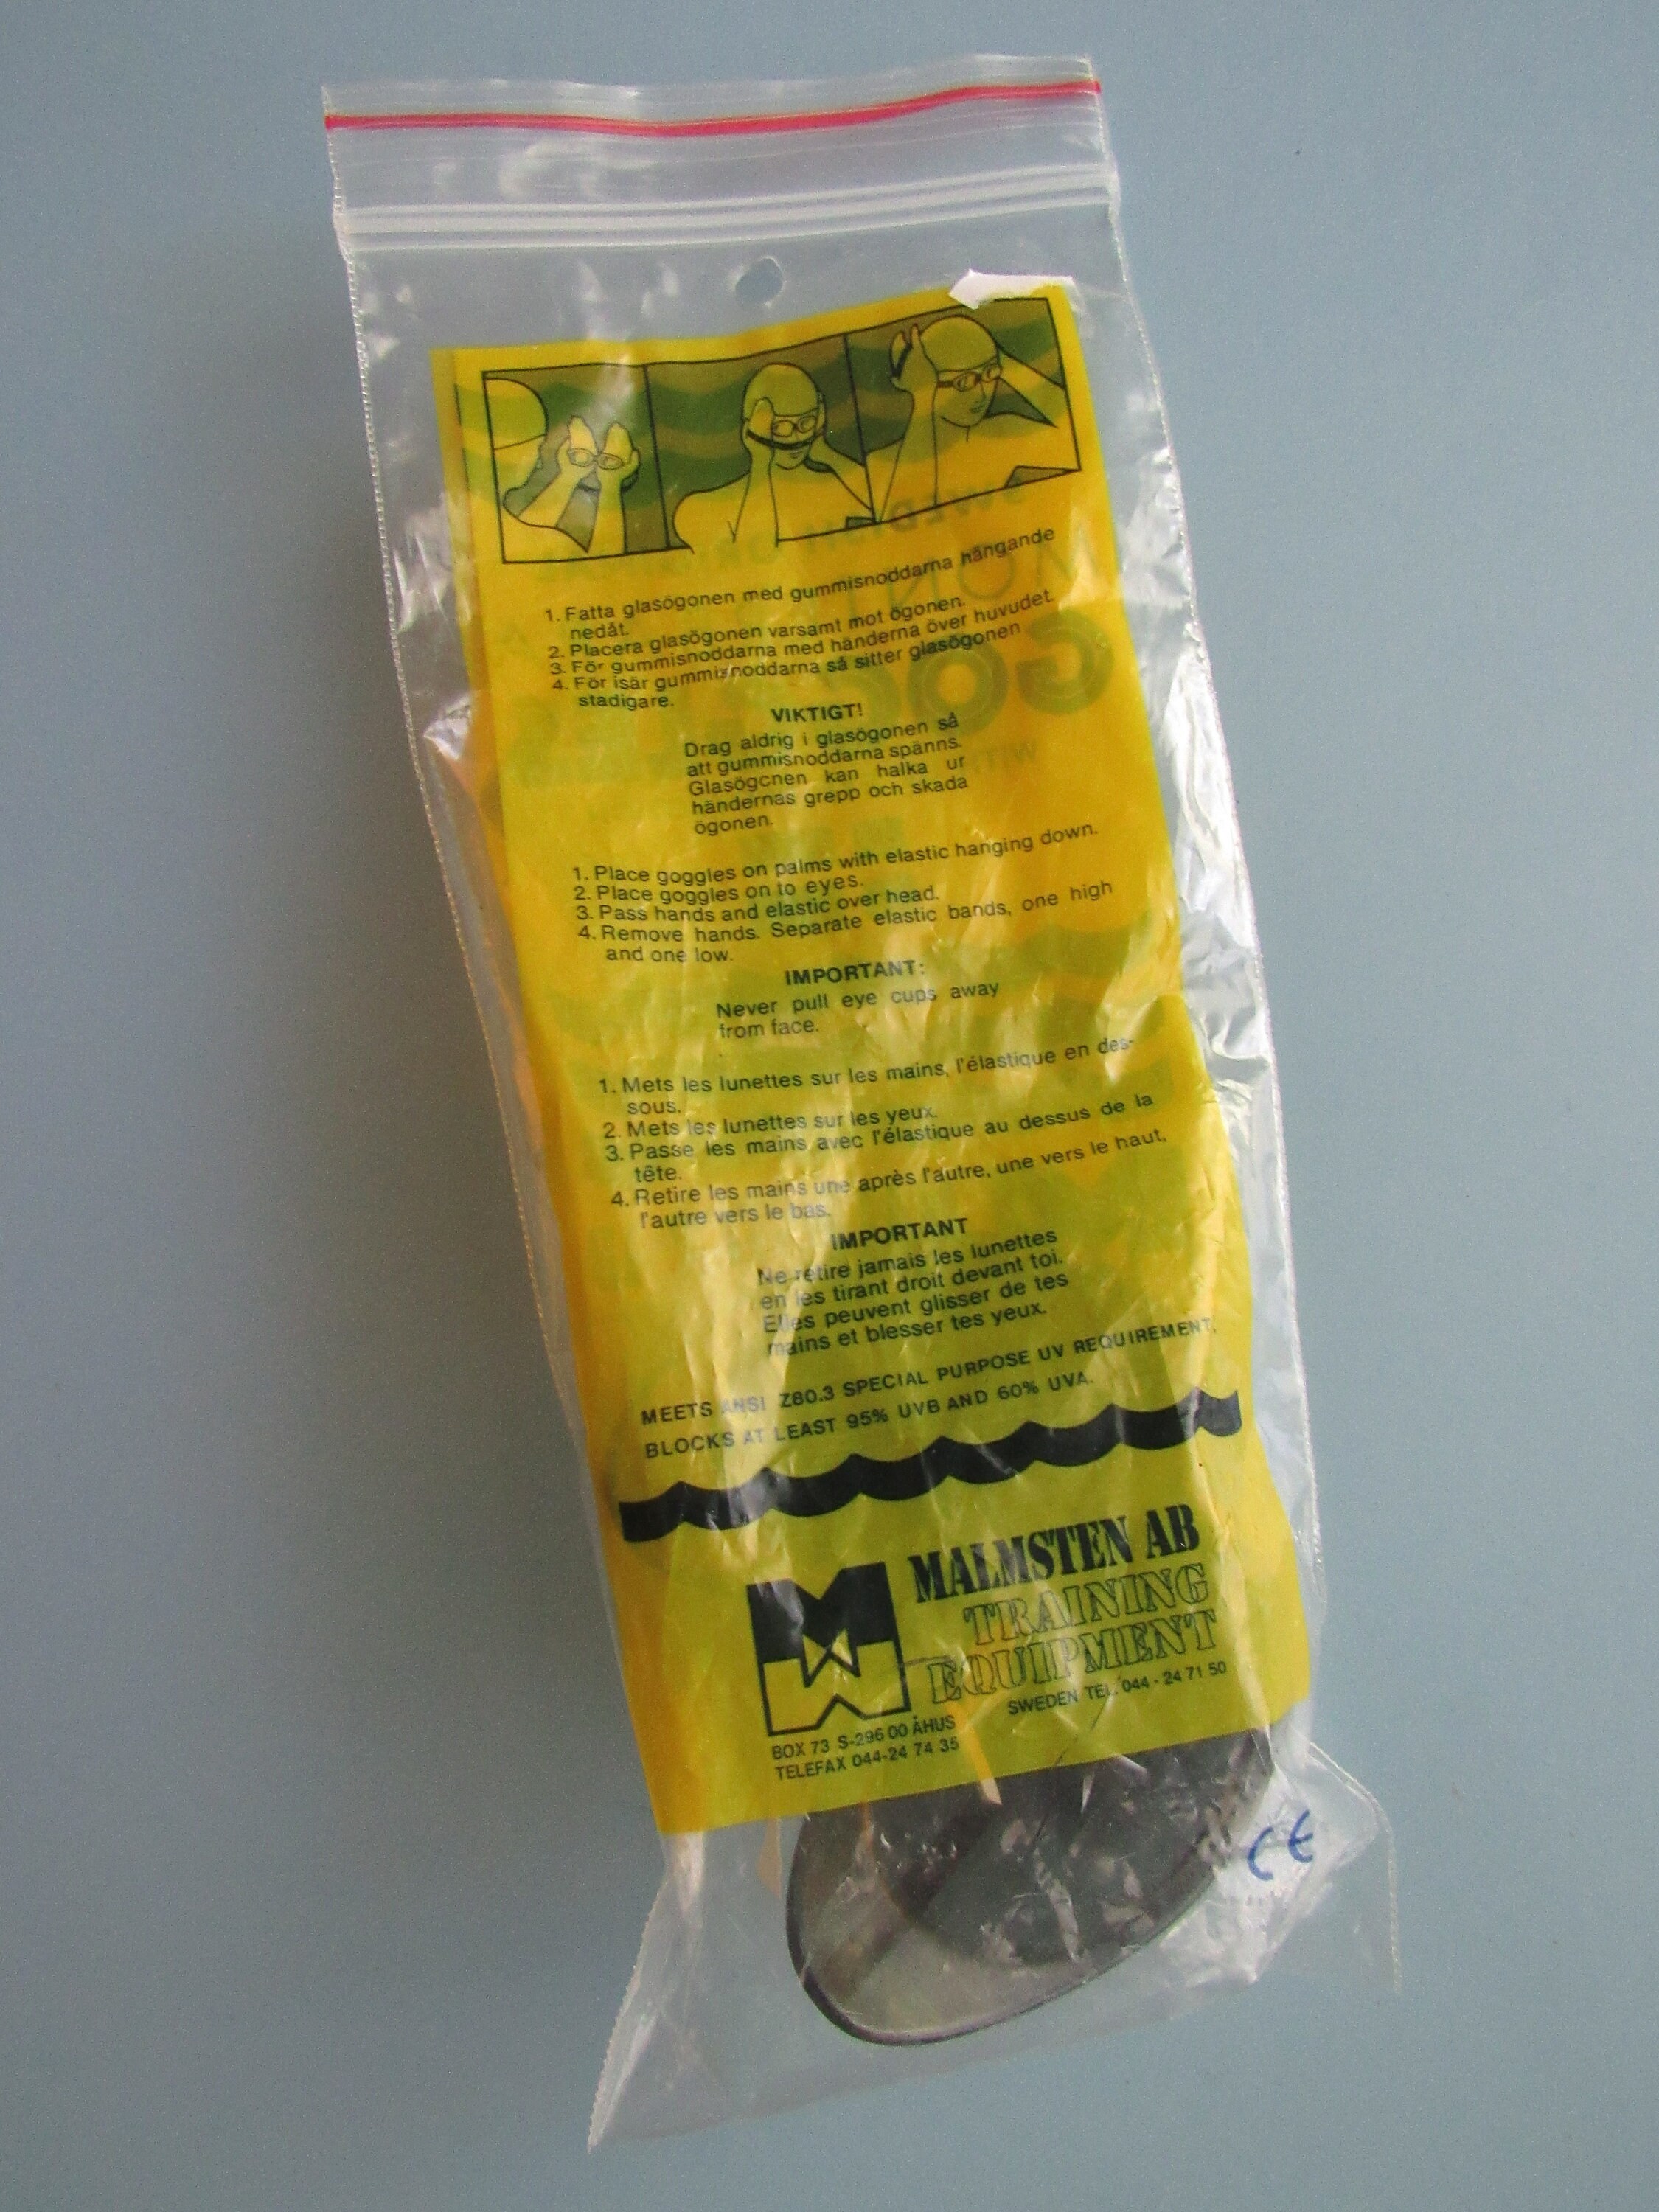 1. Fatta glasögonen med gummisnoddarna hängande
nedåt.
2. Placera glasögonen varsamt mot ögonen.
3. För gummisnoddarna med händerna över huvudet.
4. För isär gummisnoddarna så sitter glasögonen
stadigare.
VIKTIGT!
Drag aldrig i glasögonen så
att gummisnoddarna spänns.
Glasögonen kan halka ur
händernas grepp och skada
ögonen.
1. Place goggles on palms with elastic hanging down.
2. Place goggles on to eyes.
3. Pass hands and elastic over head.
4. Remove hands. Separate elastic bands, one high
and one low.
IMPORTANT:
Never pull eye cups away
from face.
1. Mets les lunettes sur les mains, l'élastique en des-
sous.
2. Mets les lunettes sur les yeux.
3. Passe les mains avec l'élastique au dessus de la
tête.
4. Retire les mains une après l'autre, une vers le haut,
l'autre vers le bas.
IMPORTANT
Ne retire jamais les lunettes
en les tirant droit devant toi.
Elles peuvent glisser de tes
mains et blesser tes yeux.
MEETS ANSI Z80.3 SPECIAL PURPOSE UV REQUIREMENT.
BLOCKS AT LEAST 95% UVB AND 60% UVA.
MALMSTEN AB
TRAINING
EQUIPMENT
SWEDEN TEL. 044 - 24 71 50
BOX 73 S-296 00 ÅHUS
TELEFAX 044-24 74 35
CE